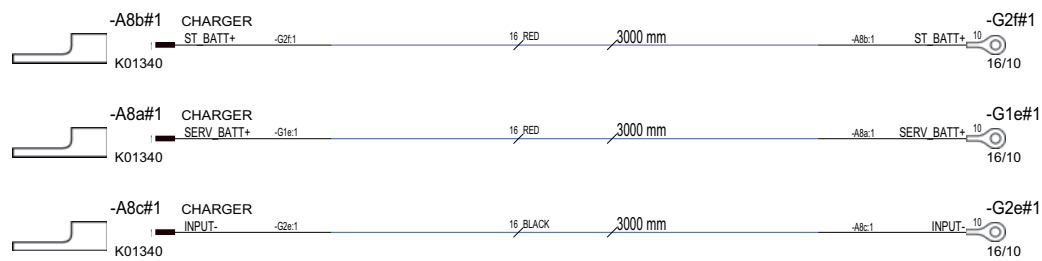 -A8b#1 CHARGER -G2f#1
1 ST_BATT+ -G2f:1 16 RED 3000 mm -A8b:1 ST_BATT+ 10
K01340 16/10
-A8a#1 CHARGER -G1e#1
1 SERV_BATT+ -G1e:1 16 RED 3000 mm -A8a:1 SERV_BATT+ 10
K01340 16/10
-A8c#1 CHARGER -G2e#1
1 INPUT- -G2e:1 16 BLACK 3000 mm -A8c:1 INPUT- 10
K01340 16/10